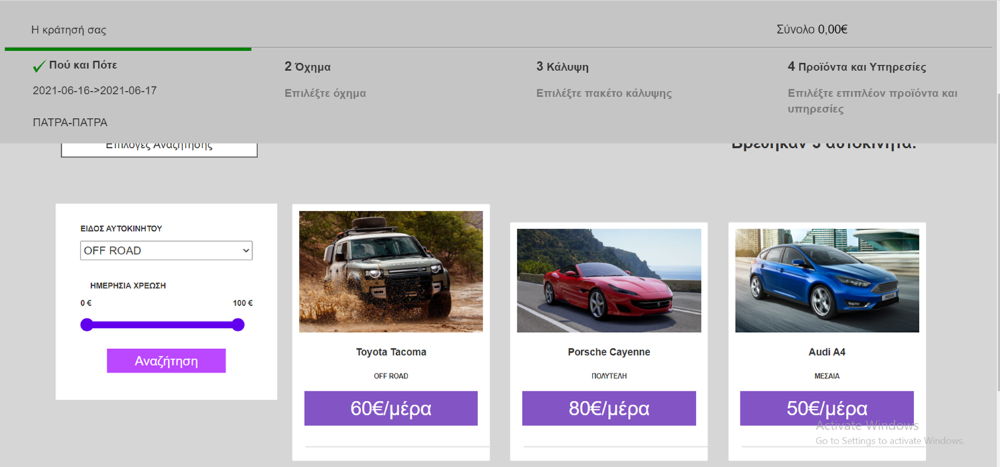 Η κράτησή σας
Σύνολο 0,00€
Πού και Πότε
2021-06-16->2021-06-17
ΠΑΤΡΑ-ΠΑΤΡΑ
2 Όχημα
Επιλέξτε όχημα
3 Κάλυψη
Επιλέξτε πακέτο κάλυψης
4 Προϊόντα και Υπηρεσίες
Επιλέξτε επιπλέον προϊόντα και
υπηρεσίες
Επιλογές Αναζήτησης
Βρέθηκαν 3 αυτοκίνητα.
ΕΙΔΟΣ ΑΥΤΟΚΙΝΗΤΟΥ
OFF ROAD
ΗΜΕΡΗΣΙΑ ΧΡΕΩΣΗ
0 € 100 €
Αναζήτηση
Toyota Tacoma
OFF ROAD
60€/μέρα
Porsche Cayenne
ΠΟΛΥΤΕΛΗ
80€/μέρα
FOCUS
Audi A4
ΜΕΣΑΙΑ
50€/μέρα
Activate Windows
Go to Settings to activate Windows.